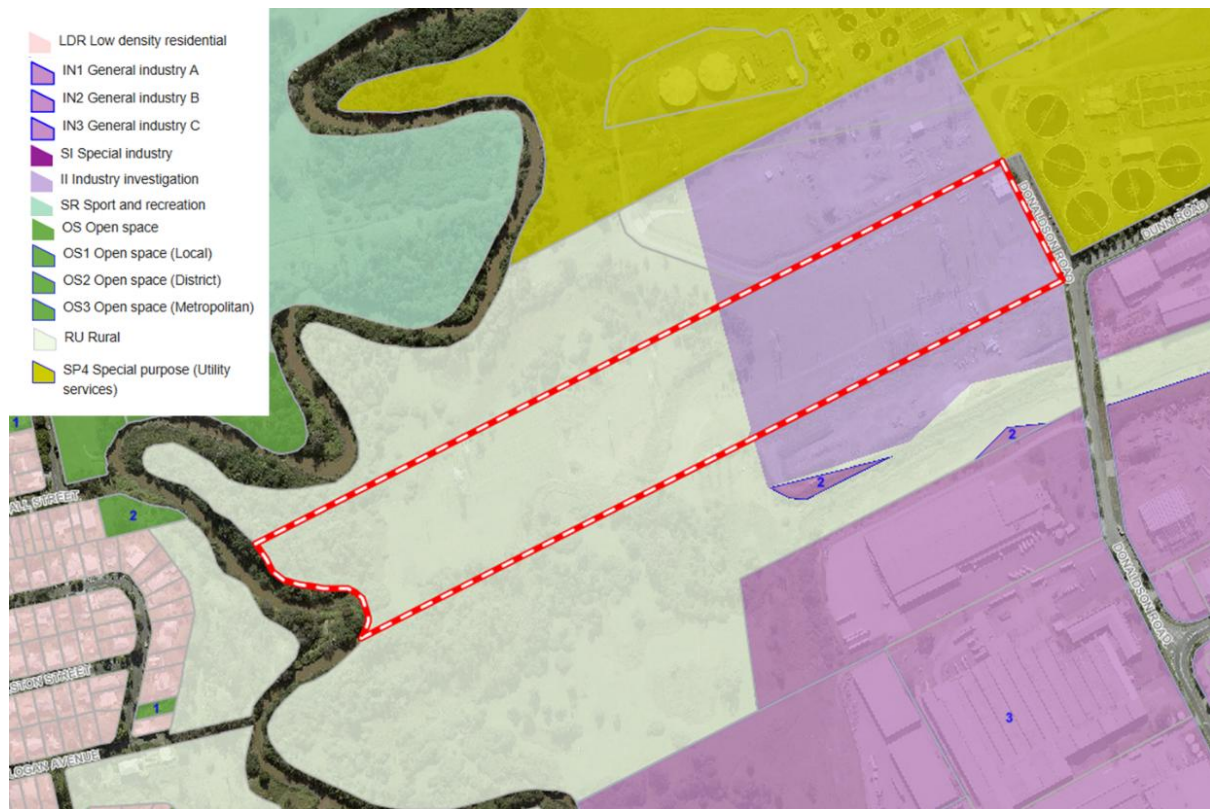 LDR Low density residential
IN1 General industry A
IN2 General industry B
IN3 General industry C
SI Special industry
II Industry investigation
SR Sport and recreation
OS Open space
OS1 Open space (Local)
OS2 Open space (District)
OS3 Open space (Metropolitan)
RU Rural
SP4 Special purpose (Utility
services)
DONALDSON ROAD
DUNN ROAD
1
2
2
ALL STREET
2
DONALDSON ROAD
STON STREET
1
3
LOGAN AVENUE